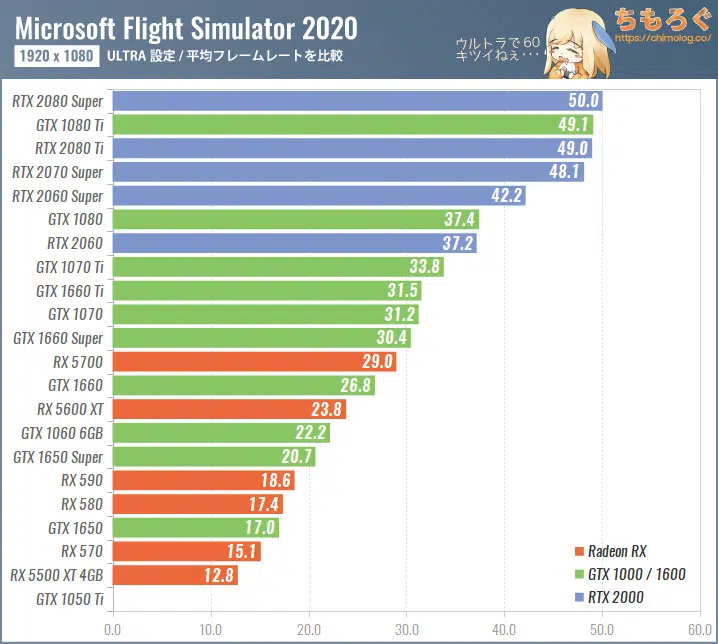 Microsoft Flight Simulator 2020
1920 x 1080 ULTRA 設定 / 平均フレームレートを比較
ウルトラで 60
キツイねぇ・・・
ちもろぐ
https://chimolog.co/
RTX 2080 Super 50.0
GTX 1080 Ti 49.1
RTX 2080 Ti 49.0
RTX 2070 Super 48.1
RTX 2060 Super 42.2
GTX 1080 37.4
RTX 2060 37.2
GTX 1070 Ti 33.8
GTX 1660 Ti 31.5
GTX 1070 31.2
GTX 1660 Super 30.4
RX 5700 29.0
GTX 1660 26.8
RX 5600 XT 23.8
GTX 1060 6GB 22.2
GTX 1650 Super 20.7
RX 590 18.6
RX 580 17.4
GTX 1650 17.0
RX 570 15.1
RX 5500 XT 4GB 12.8
GTX 1050 Ti
Radeon RX
GTX 1000 / 1600
RTX 2000
0.0 10.0 20.0 30.0 40.0 50.0 60.0